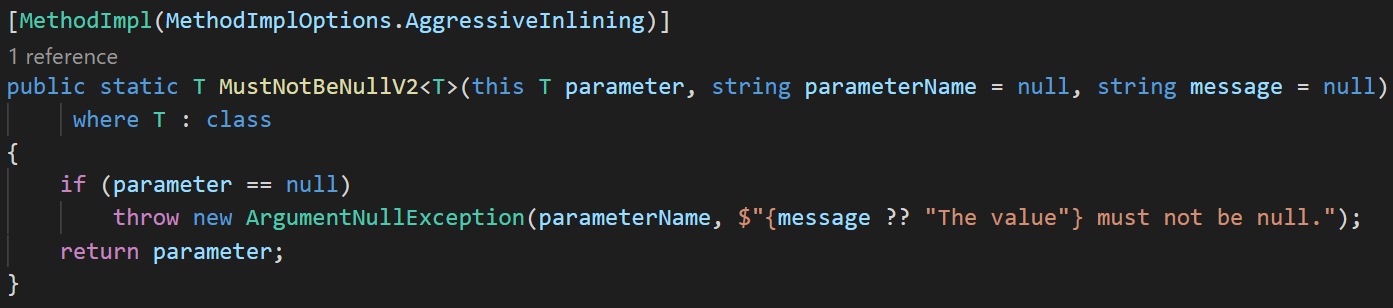 [MethodImpl(MethodImplOptions.AggressiveInlining)]
1 reference
public static T MustNotBeNullV2<T>(this T parameter, string parameterName = null, string message = null)
where T : class
{
if (parameter == null)
throw new ArgumentNullException(parameterName, $"{message ?? "The value"} must not be null.");
return parameter;
}